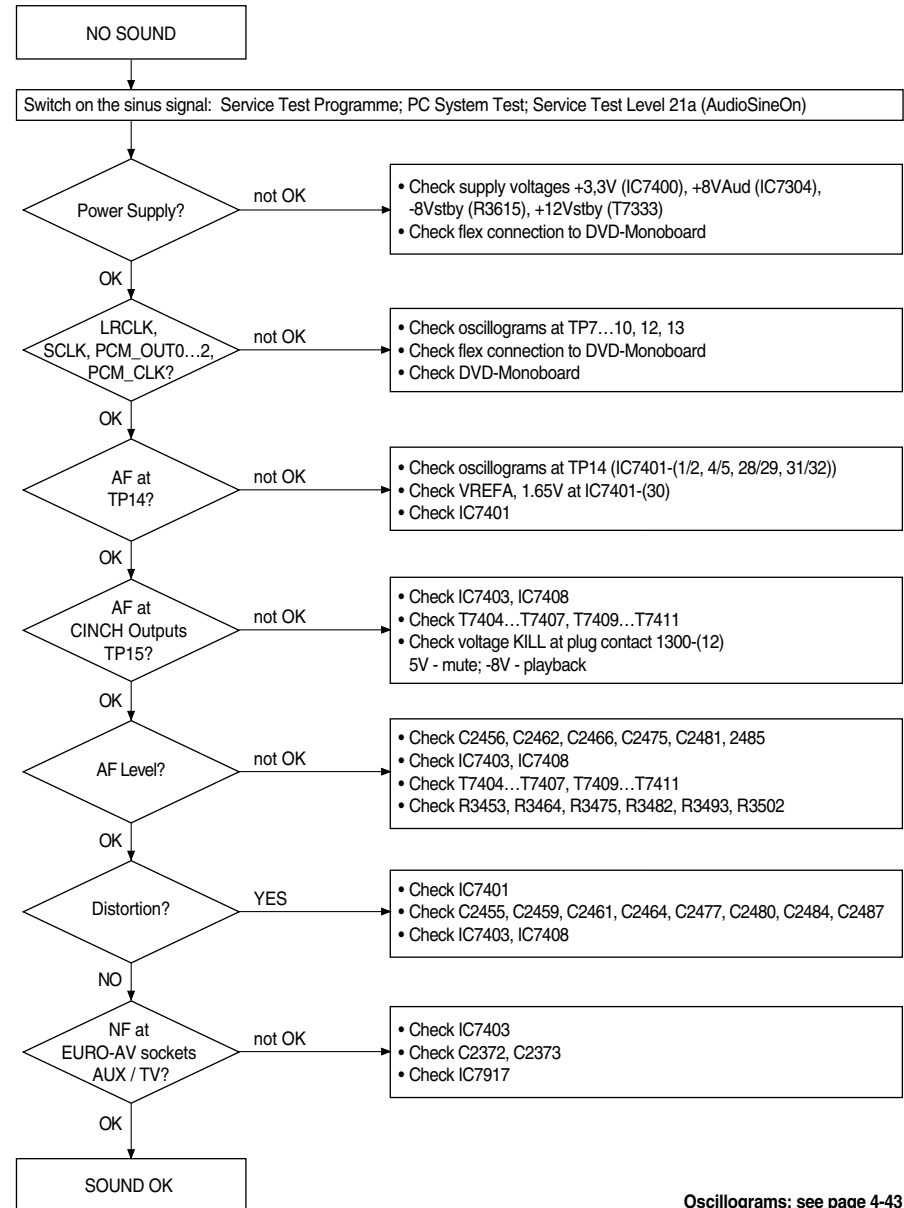 NO SOUND
Switch on the sinus signal: Service Test Programme; PC System Test; Service Test Level 21a (AudioSineOn)
Power Supply?
not OK
• Check supply voltages +3,3V (IC7400), +8VAud (IC7304),
-8Vstby (R3615), +12Vstby (T7333)
• Check flex connection to DVD-Monoboard
OK
LRCLK,
SCLK, PCM_OUT0...2,
PCM_CLK?
not OK
• Check oscillograms at TP7…10, 12, 13
• Check flex connection to DVD-Monoboard
• Check DVD-Monoboard
OK
AF at
TP14?
not OK
• Check oscillograms at TP14 (IC7401-(1/2, 4/5, 28/29, 31/32))
• Check VREFA, 1.65V at IC7401-(30)
• Check IC7401
OK
AF at
CINCH Outputs
TP15?
not OK
• Check IC7403, IC7408
• Check T7404…T7407, T7409…T7411
• Check voltage KILL at plug contact 1300-(12)
5V - mute; -8V - playback
OK
AF Level?
not OK
• Check C2456, C2462, C2466, C2475, C2481, 2485
• Check IC7403, IC7408
• Check T7404…T7407, T7409…T7411
• Check R3453, R3464, R3475, R3482, R3493, R3502
OK
Distortion?
YES
• Check IC7401
• Check C2455, C2459, C2461, C2464, C2477, C2480, C2484, C2487
• Check IC7403, IC7408
NO
NF at
EURO-AV sockets
AUX / TV?
not OK
• Check IC7403
• Check C2372, C2373
• Check IC7917
OK
SOUND OK
Oscillograms: see page 4-43